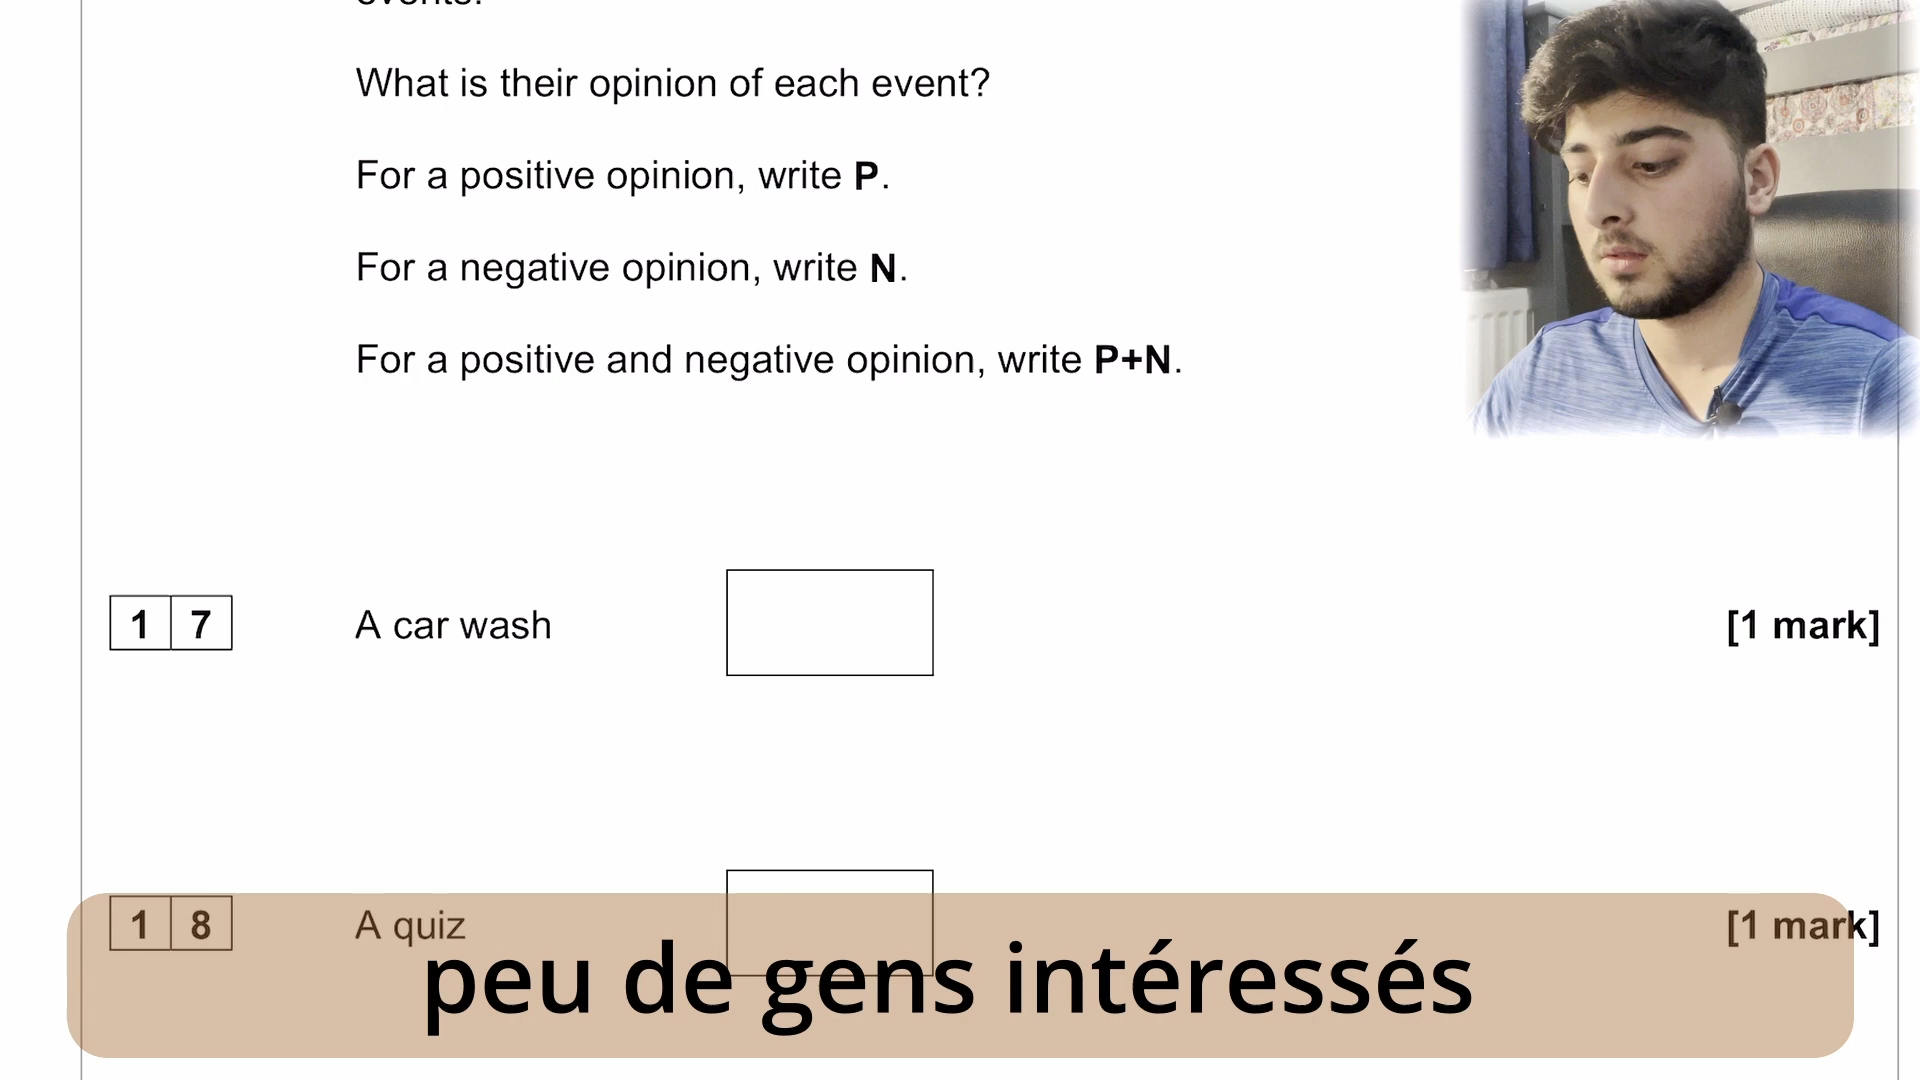 events.
What is their opinion of each event?
For a positive opinion, write P.
For a negative opinion, write N.
For a positive and negative opinion, write P+N.
1 7 A car wash [1 mark]
1 8 A quiz [1 mark]
peu de gens intéressés